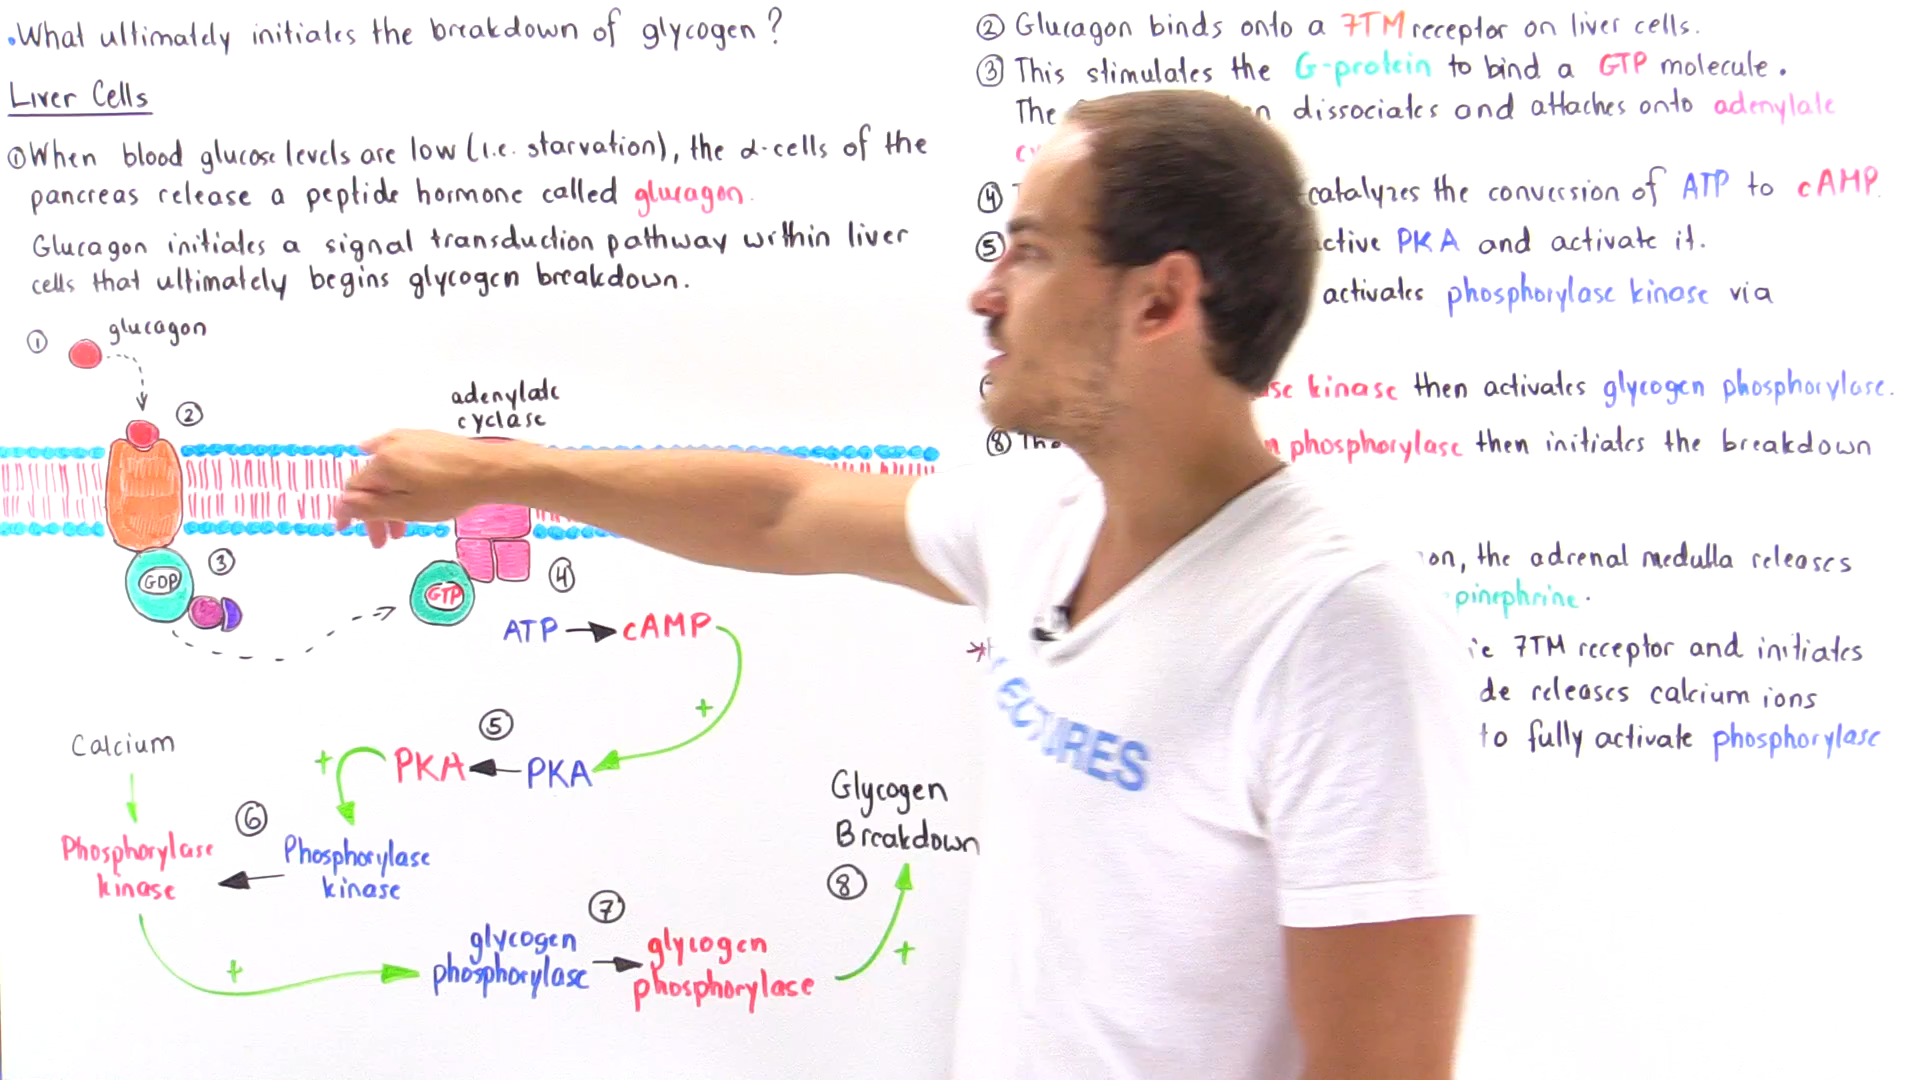 .What ultimately initiates the breakdown of glycogen?
Liver Cells
① When blood glucose levels are low (i.e. starvation), the α-cells of the
pancreas release a peptide hormone called glucagon.
Glucagon initiates a signal transduction pathway within liver
cells that ultimately begins glycogen breakdown.
① glucagon
②
adenylate
cyclase
GDP
③
GTP
④
ATP → cAMP
+
⑤
PKA ← PKA
+
Calcium
⑥
Phosphorylase
kinase
Phosphorylase
kinase
+
glycogen
phosphorylase
⑦
glycogen
phosphorylase
⑧
+
Glycogen
Breakdown
② Glucagon binds onto a 7TM receptor on liver cells.
③ This stimulates the G-protein to bind a GTP molecule.
The dissociates and attaches onto adenylate
④ catalyzes the conversion of ATP to cAMP.
⑤ PKA and activate it.
activates phosphorylase kinase via
kinase then activates glycogen phosphorylase.
⑧ phosphorylase then initiates the breakdown
the adrenal medulla releases
7TM receptor and initiates
releases calcium ions
to fully activate phosphorylase